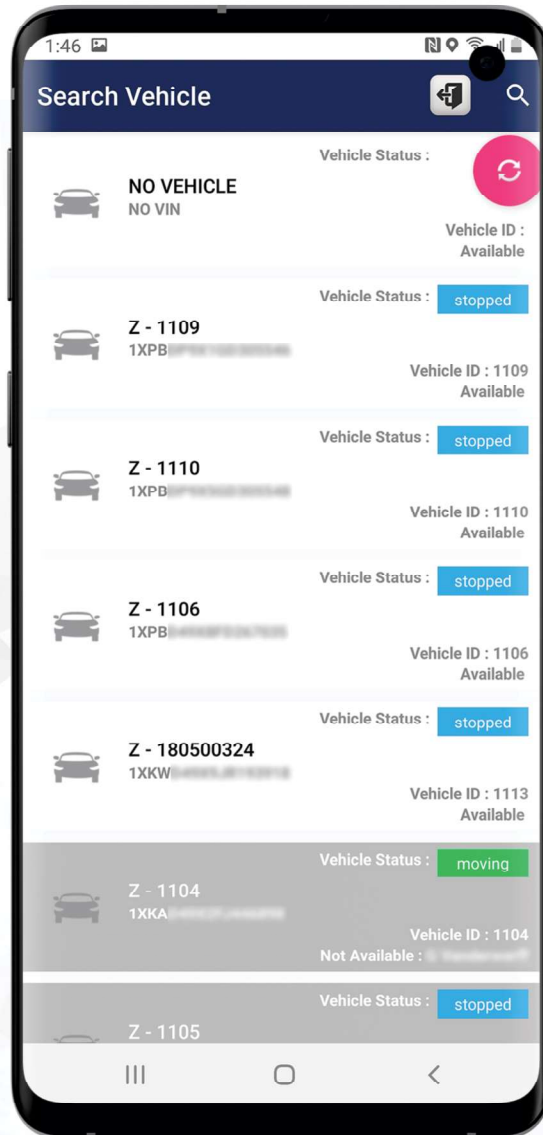 1:46
Search Vehicle
Vehicle Status :
NO VEHICLE
NO VIN
Vehicle ID :
Available
Vehicle Status : stopped
Z - 1109
1XPB
Vehicle ID : 1109
Available
Vehicle Status : stopped
Z - 1110
1XPB
Vehicle ID : 1110
Available
Vehicle Status : stopped
Z - 1106
1XPB
Vehicle ID : 1106
Available
Vehicle Status : stopped
Z - 180500324
1XKW
Vehicle ID : 1113
Available
Vehicle Status : moving
Z - 1104
1XKA
Vehicle ID : 1104
Not Available :
Vehicle Status : stopped
Z - 1105